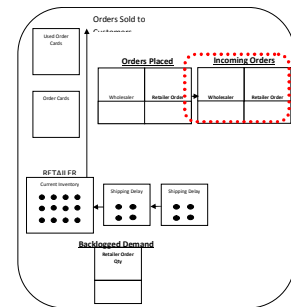 Orders Sold to
Customers
Used Order
Cards
Orders Placed
Incoming Orders
Wholesaler
Retailer Order
Wholesaler
Retailer Order
Order Cards
RETAILER
Current Inventory
Shipping Delay
Shipping Delay
Backlogged Demand
Retailer Order
Qty